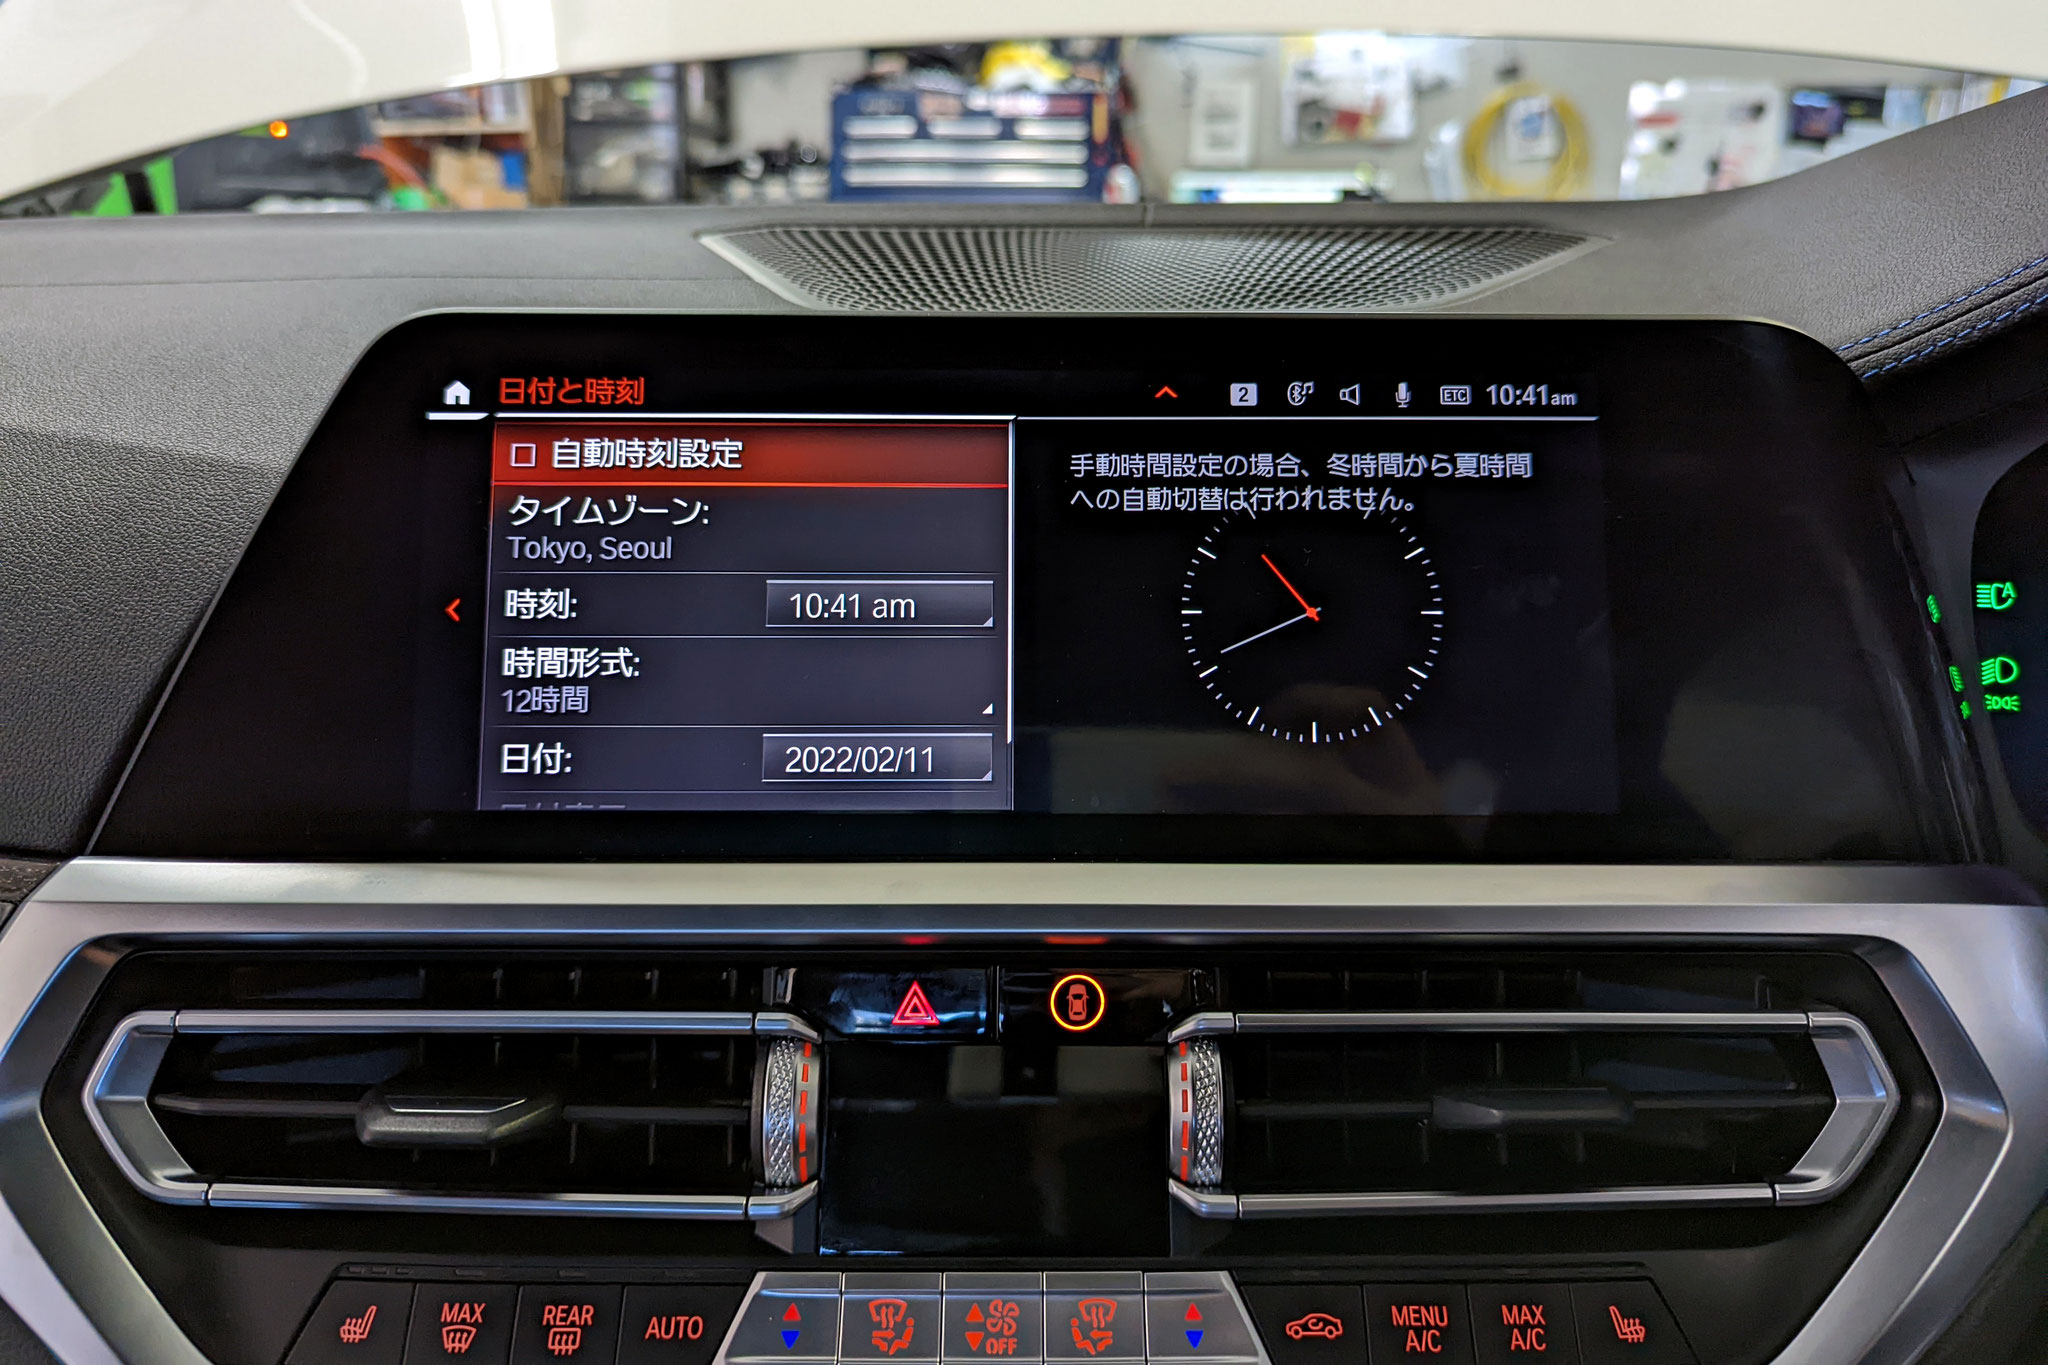 日付と時刻
2
ETC
10:41am
自動時刻設定
タイムゾーン:
Tokyo, Seoul
時刻:
10:41 am
時間形式:
12時間
日付:
2022/02/11
手動時間設定の場合、冬時間から夏時間
への自動切替は行われません。
A
MAX
REAR
AUTO
OFF
MENU
A/C
MAX
A/C